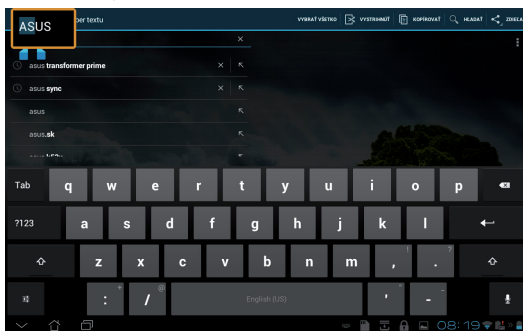 ASUS
ber textu
VYBRAŤ VŠETKO
VYSTRIHNÚŤ
KOPÍROVAŤ
HĽADAŤ
ZDIEĽA
asus transformer prime
asus sync
asus
asus.sk
Tab q w e r t y u i o p
?123 a s d f g h j k l
z x c v b n m , ! . ?
: + / @ English (US) ' " - _
08:19